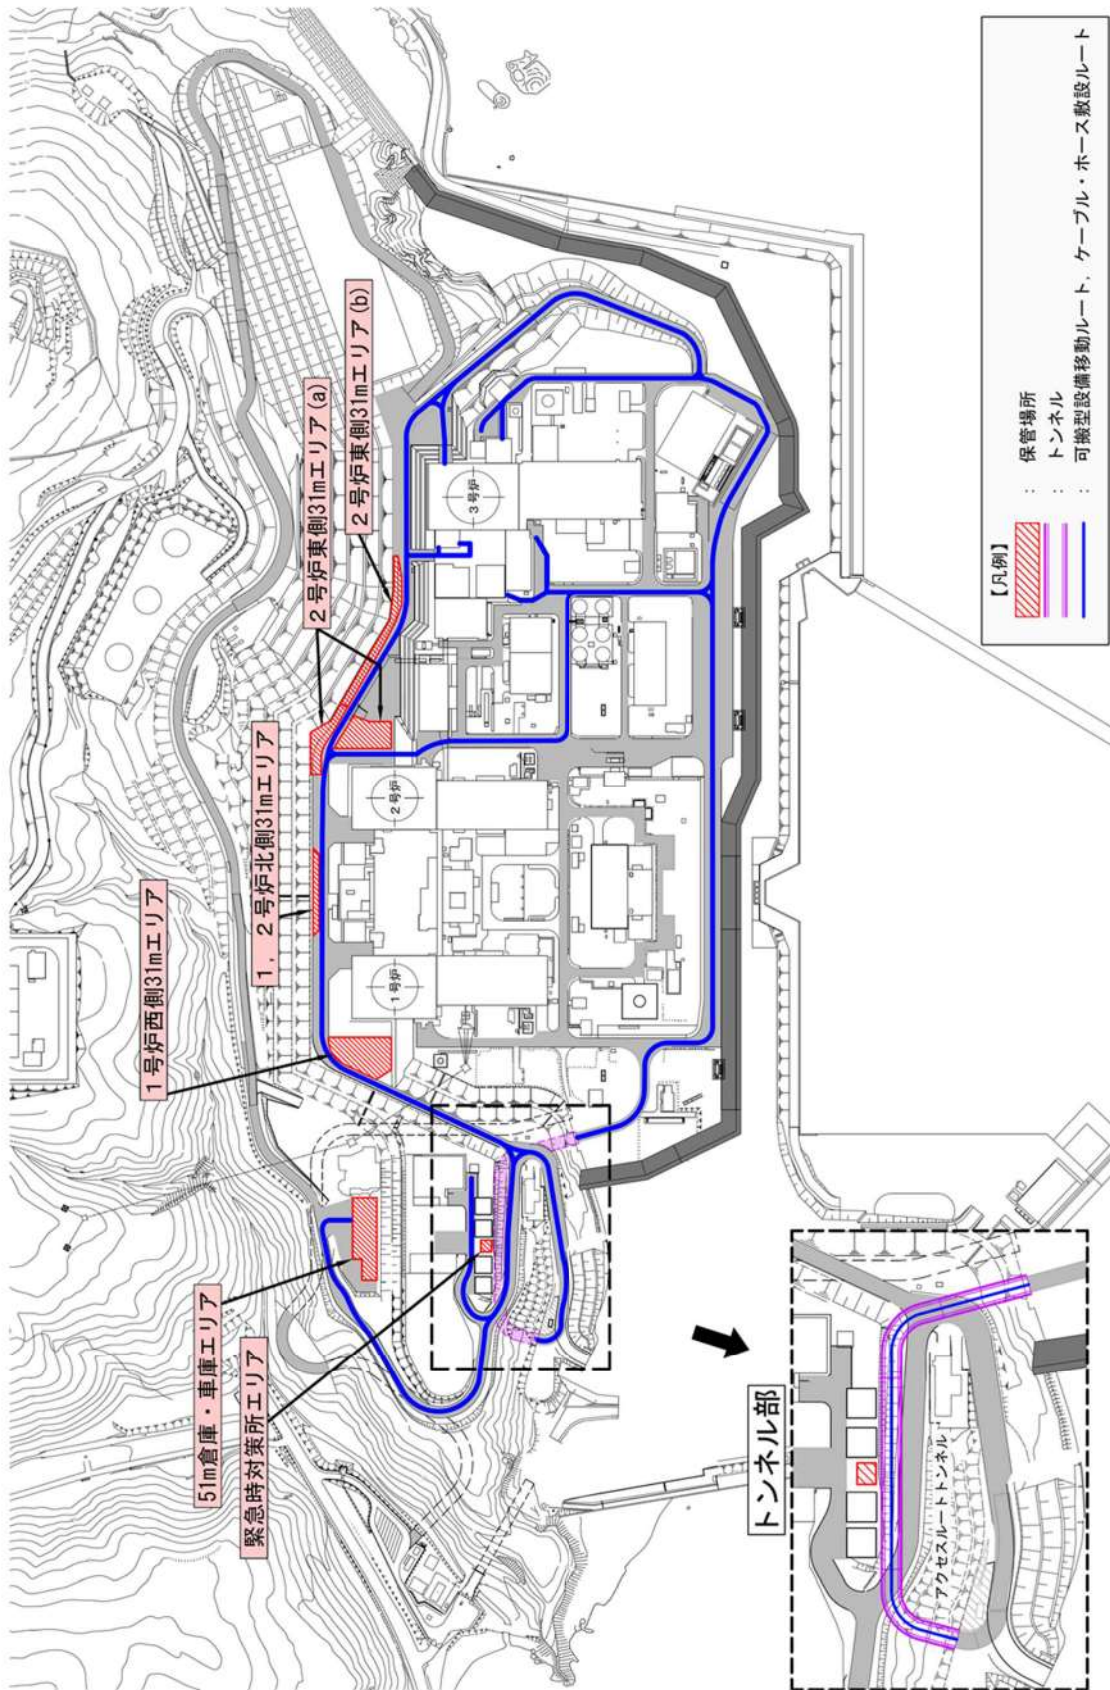 51m倉庫・車庫エリア
緊急時対策所エリア
1号炉西側31mエリア
1，2号炉北側31mエリア
2号炉東側31mエリア(a)
2号炉東側31mエリア(b)
1号炉
2号炉
3号炉
トンネル部
アクセスルートトンネル
【凡例】
：保管場所
：トンネル
：可搬型設備移動ルート，ケーブル・ホース敷設ルート